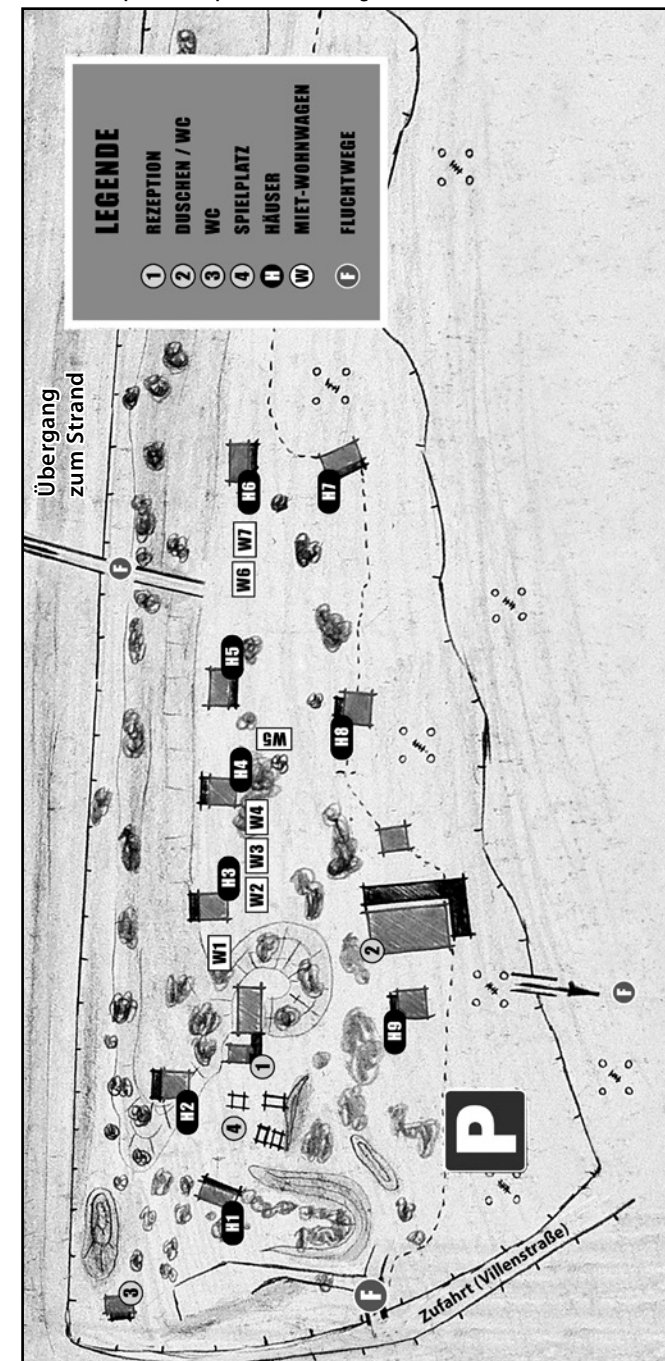 LEGENDE
1 REZEPTION
2 DUSCHEN / WC
3 WC
4 SPIELPLATZ
H HÄUSER
W MIET-WOHNWAGEN
F FLUCHTWEGE
Übergang
zum Strand
F
H6
H7
W7
W6
H5
W5
H8
H4
W4
W3
H3
W2
W1
2
H9
1
H2
4
H1
3
P
F
F
Zufahrt (Villenstraße)